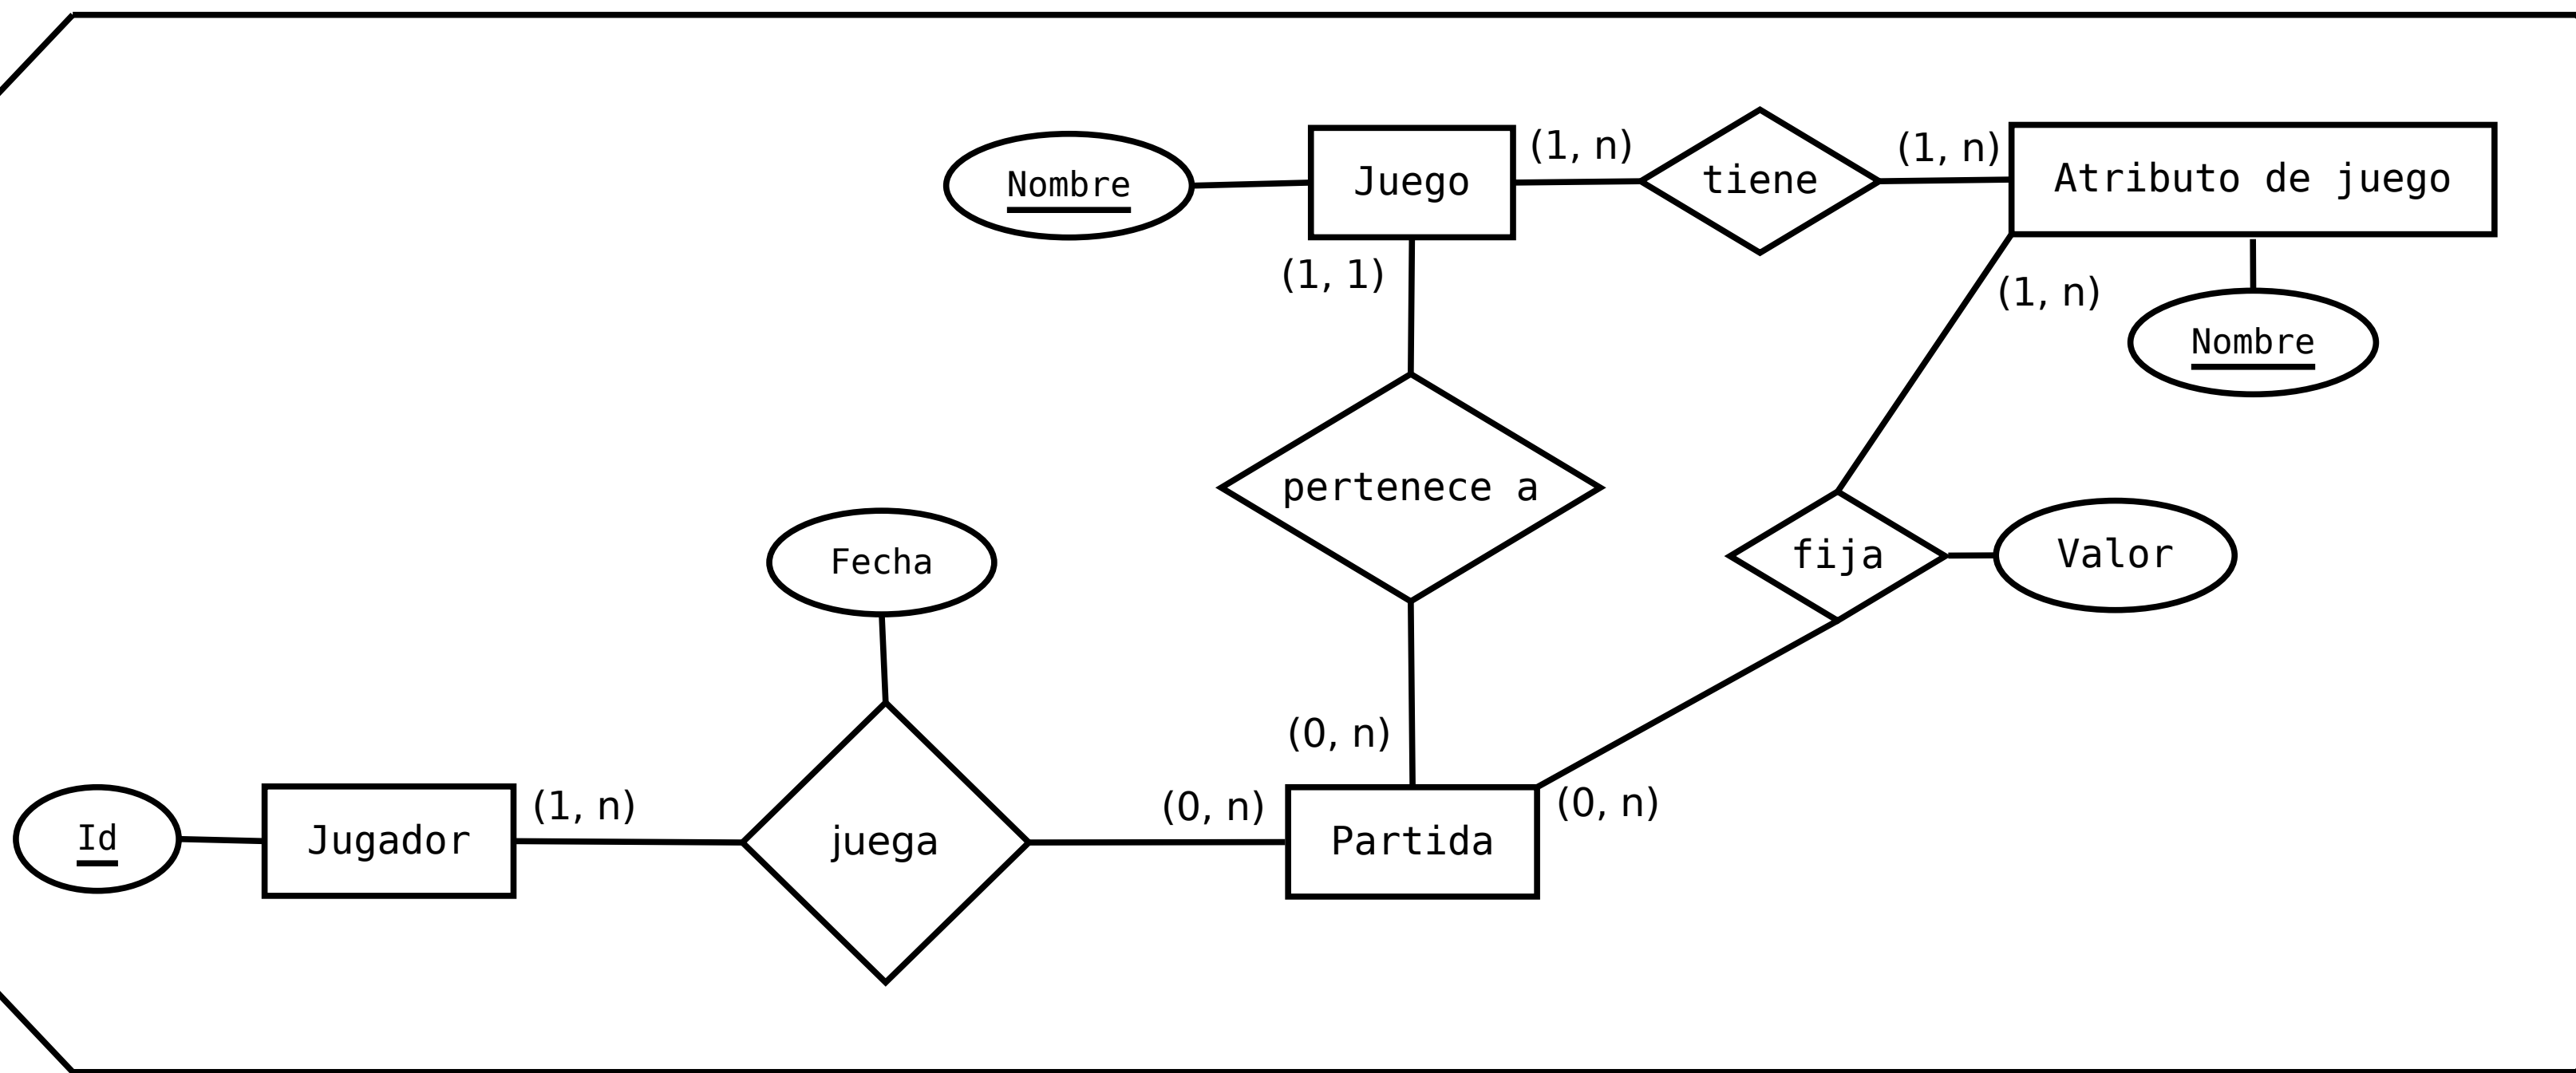 (1, n)
(1, n)
Nombre
Juego
tiene
Atributo de juego
(1, 1)
(1, n)
Nombre
pertenece a
Fecha
fija
Valor
(0, n)
(1, n)
(0, n)
(0, n)
Id
Jugador
juega
Partida